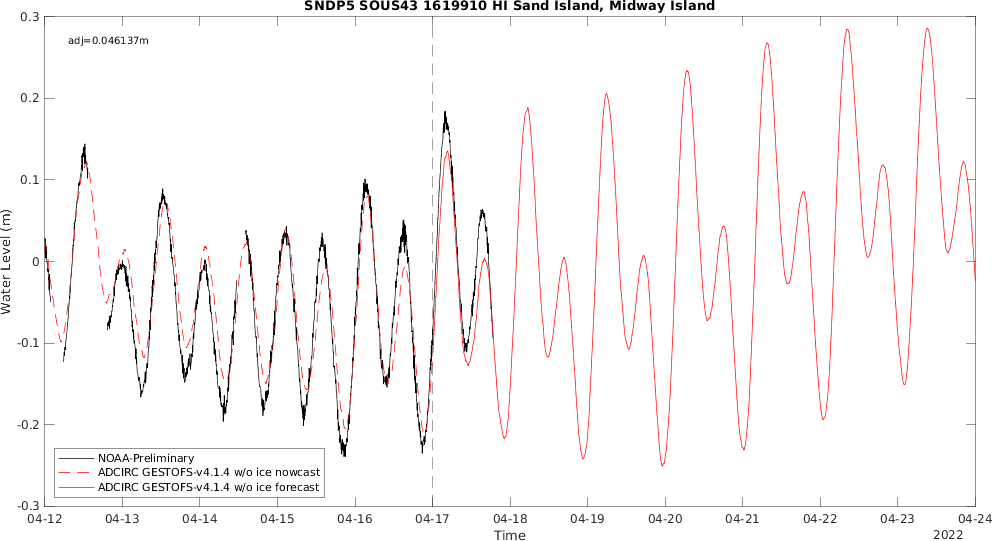 SNDP5 SOUS43 1619910 HI Sand Island, Midway Island
adj=0.046137m
Water Level (m)
0.3
0.2
0.1
0
-0.1
-0.2
-0.3
NOAA-Preliminary
ADCIRC GESTOFS-v4.1.4 w/o ice nowcast
ADCIRC GESTOFS-v4.1.4 w/o ice forecast
04-12 04-13 04-14 04-15 04-16 04-17 04-18 04-19 04-20 04-21 04-22 04-23 04-24
Time
2022